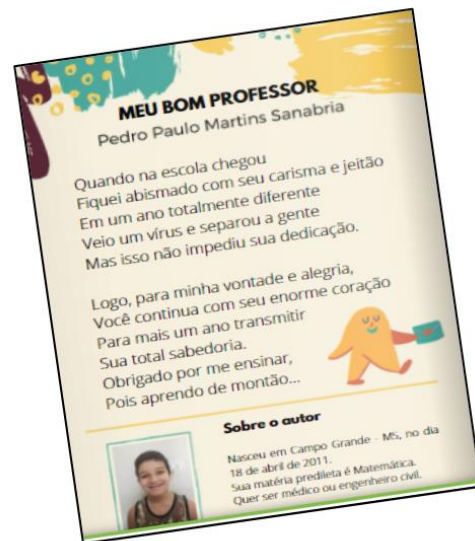 MEU BOM PROFESSOR
Pedro Paulo Martins Sanabria
Quando na escola chegou
Fiquei abismado com seu carisma e jeitão
Em um ano totalmente diferente
Veio um vírus e separou a gente
Mas isso não impediu sua dedicação.
Logo, para minha vontade e alegria,
Você continua com seu enorme coração
Para mais um ano transmitir
Sua total sabedoria.
Obrigado por me ensinar,
Pois aprendo de montão...
Sobre o autor
Nasceu em Campo Grande - MS, no dia
18 de abril de 2011.
Sua matéria predileta é Matemática.
Quer ser médico ou engenheiro civil.